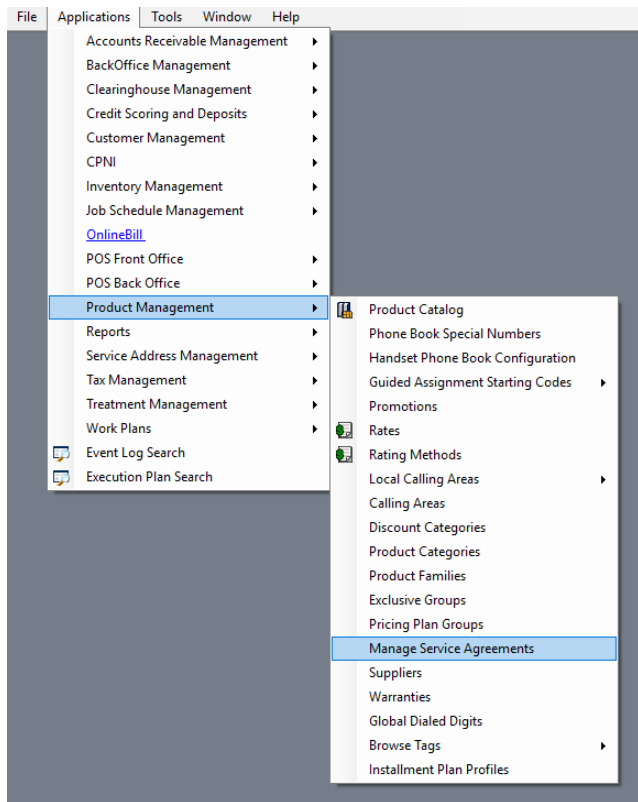 File Applications Tools Window Help
Accounts Receivable Management
BackOffice Management
Clearinghouse Management
Credit Scoring and Deposits
Customer Management
CPNI
Inventory Management
Job Schedule Management
OnlineBill
POS Front Office
POS Back Office
Product Management
Reports
Service Address Management
Tax Management
Treatment Management
Work Plans
Event Log Search
Execution Plan Search
Product Catalog
Phone Book Special Numbers
Handset Phone Book Configuration
Guided Assignment Starting Codes
Promotions
Rates
Rating Methods
Local Calling Areas
Calling Areas
Discount Categories
Product Categories
Product Families
Exclusive Groups
Pricing Plan Groups
Manage Service Agreements
Suppliers
Warranties
Global Dialed Digits
Browse Tags
Installment Plan Profiles